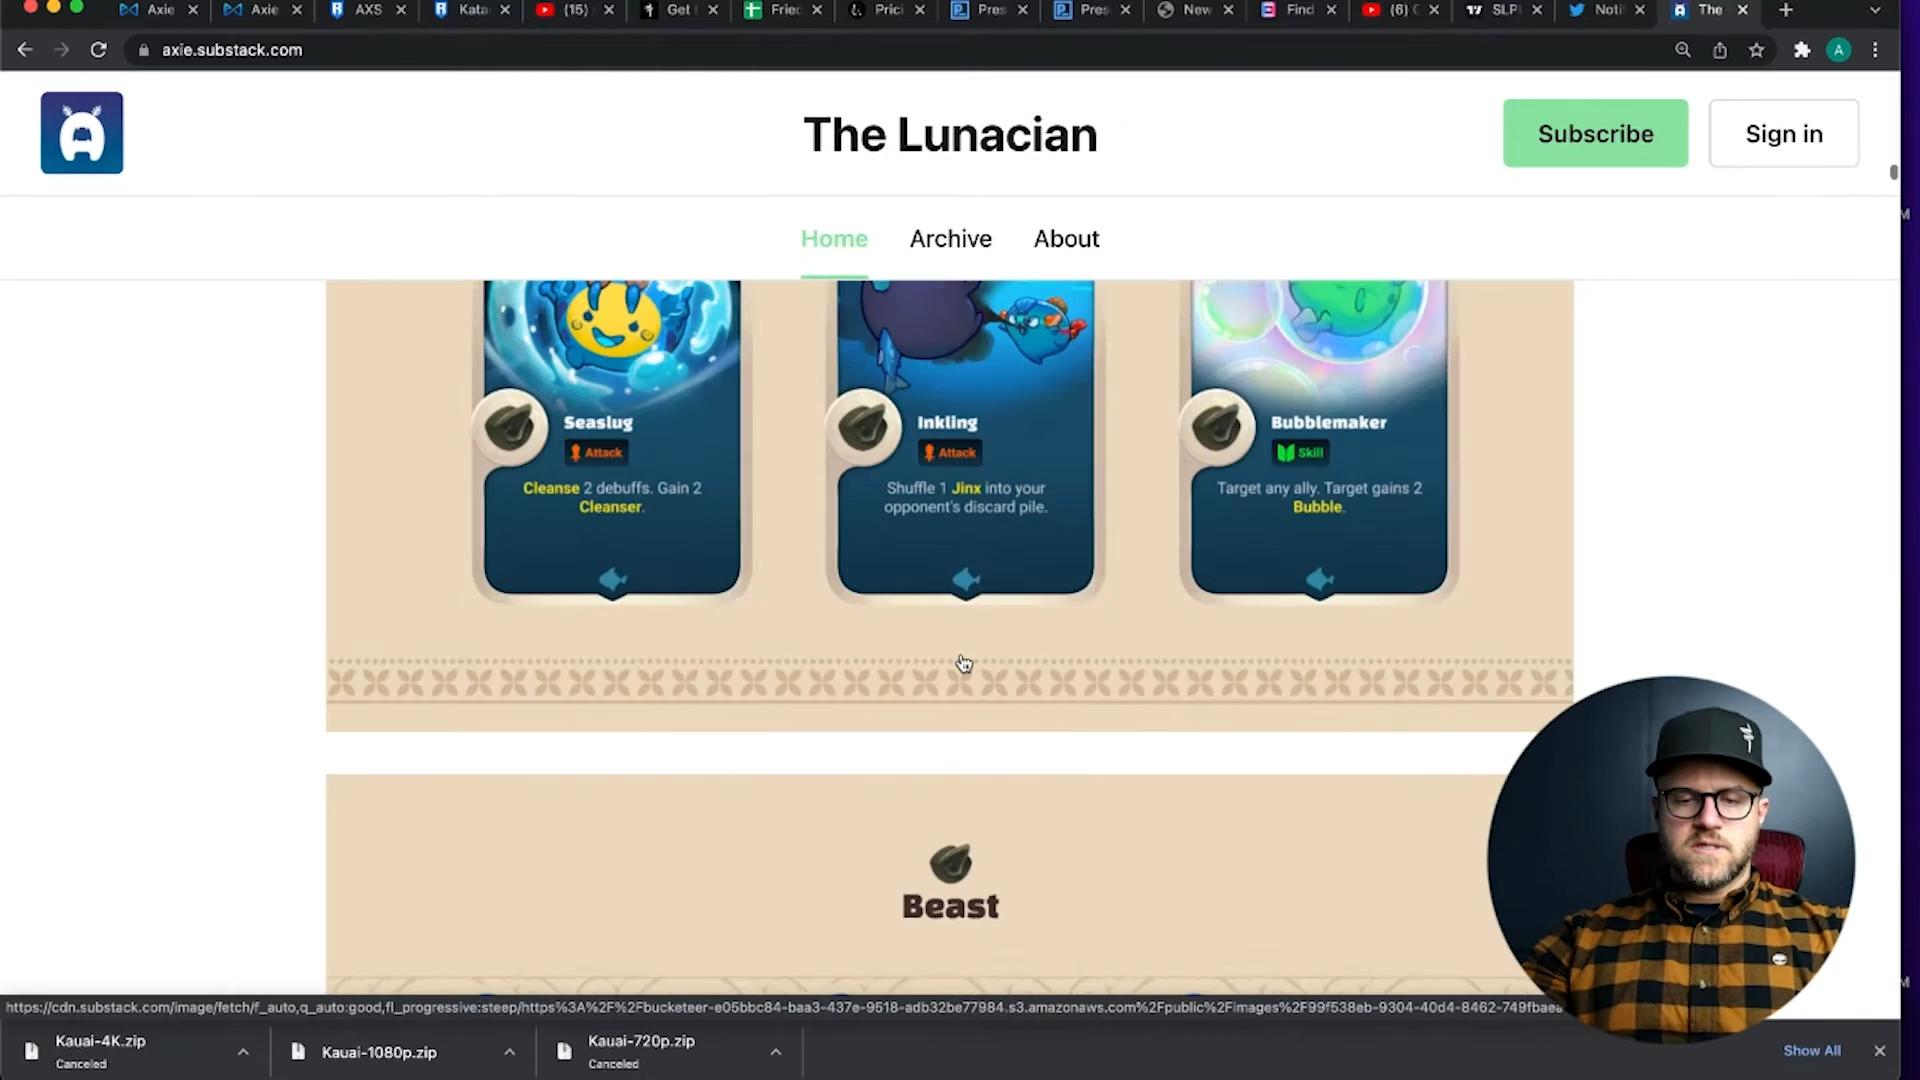 Axie
Axie
AXS
Kata
(15)
Get
Fried
Prici
Pres
Pres
New
Find
(6)
SLP
Noti
The
axie.substack.com
A
The Lunacian
Subscribe
Sign in
Home
Archive
About
Seaslug
Attack
Cleanse 2 debuffs. Gain 2
Cleanser.
Inkling
Attack
Shuffle 1 Jinx into your
opponent's discard pile.
Bubblemaker
Skill
Target any ally. Target gains 2
Bubble.
Beast
https://cdn.substack.com/image/fetch/f_auto,q_auto:good,fl_progressive:steep/https%3A%2F%2Fbucketeer-e05bbc84-baa3-437e-9518-adb32be77984.s3.amazonaws.com%2Fpublic%2Fimages%2F99f538eb-9304-40d4-8462-749fbaea
Kauai-4K.zip
Canceled
Kauai-1080p.zip
Kauai-720p.zip
Canceled
Show All